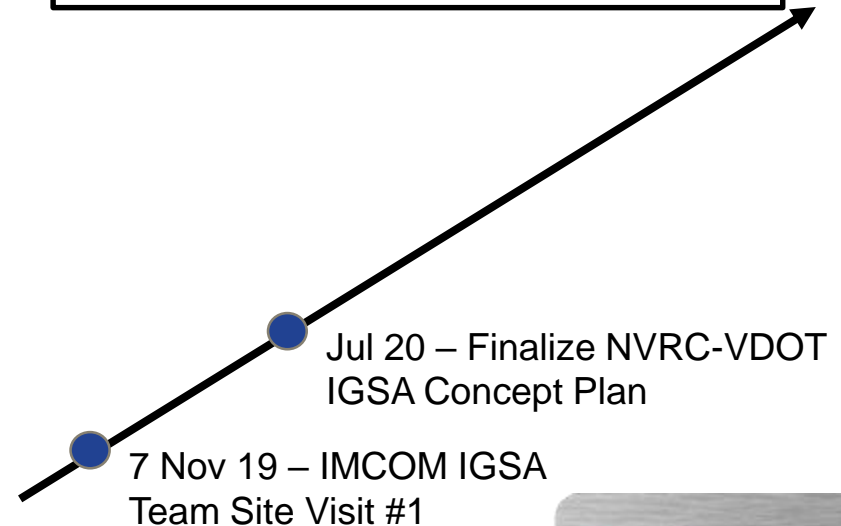 Jul 20 – Finalize NVRC-VDOT
IGSA Concept Plan
7 Nov 19 – IMCOM IGSA
Team Site Visit #1